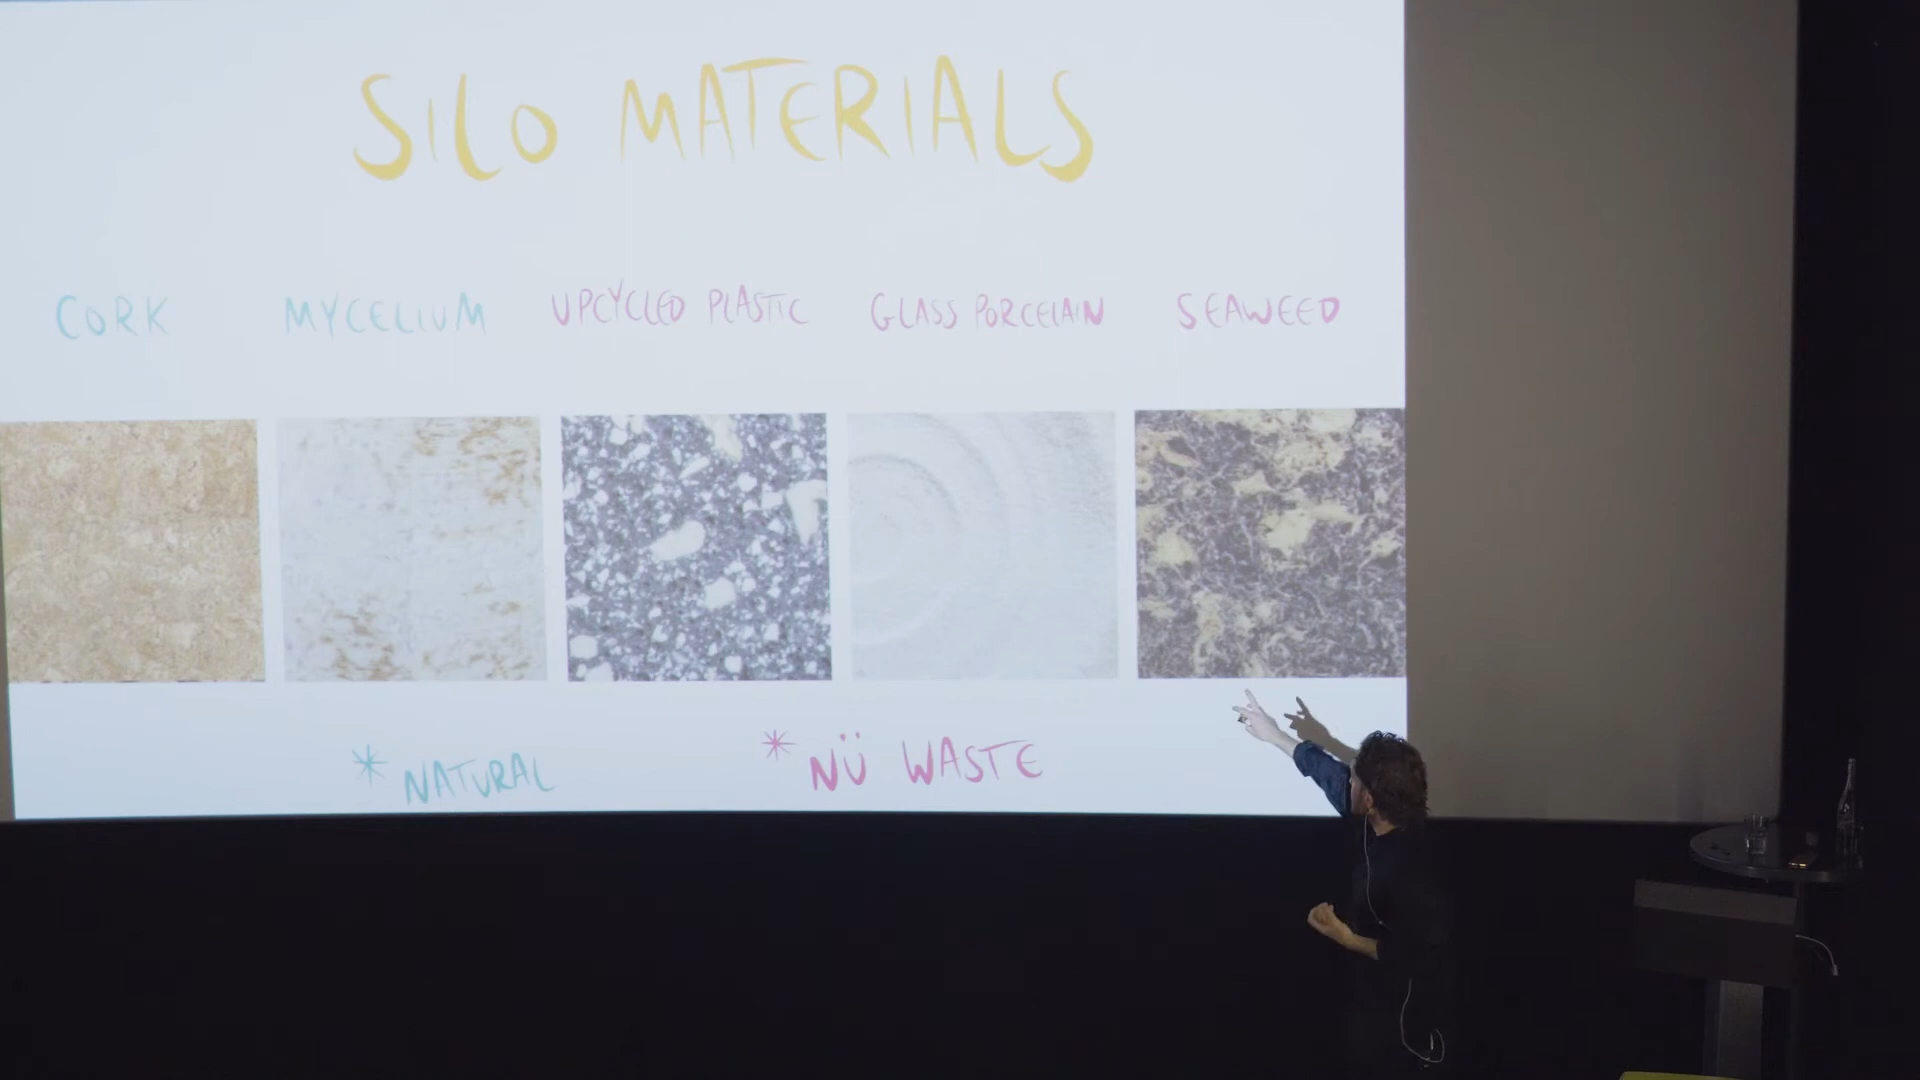 SILO MATERIALS
CORK MYCELIUM UPCYCLED PLASTIC GLASS PORCELAIN SEAWEED
*NATURAL *NÜ WASTE